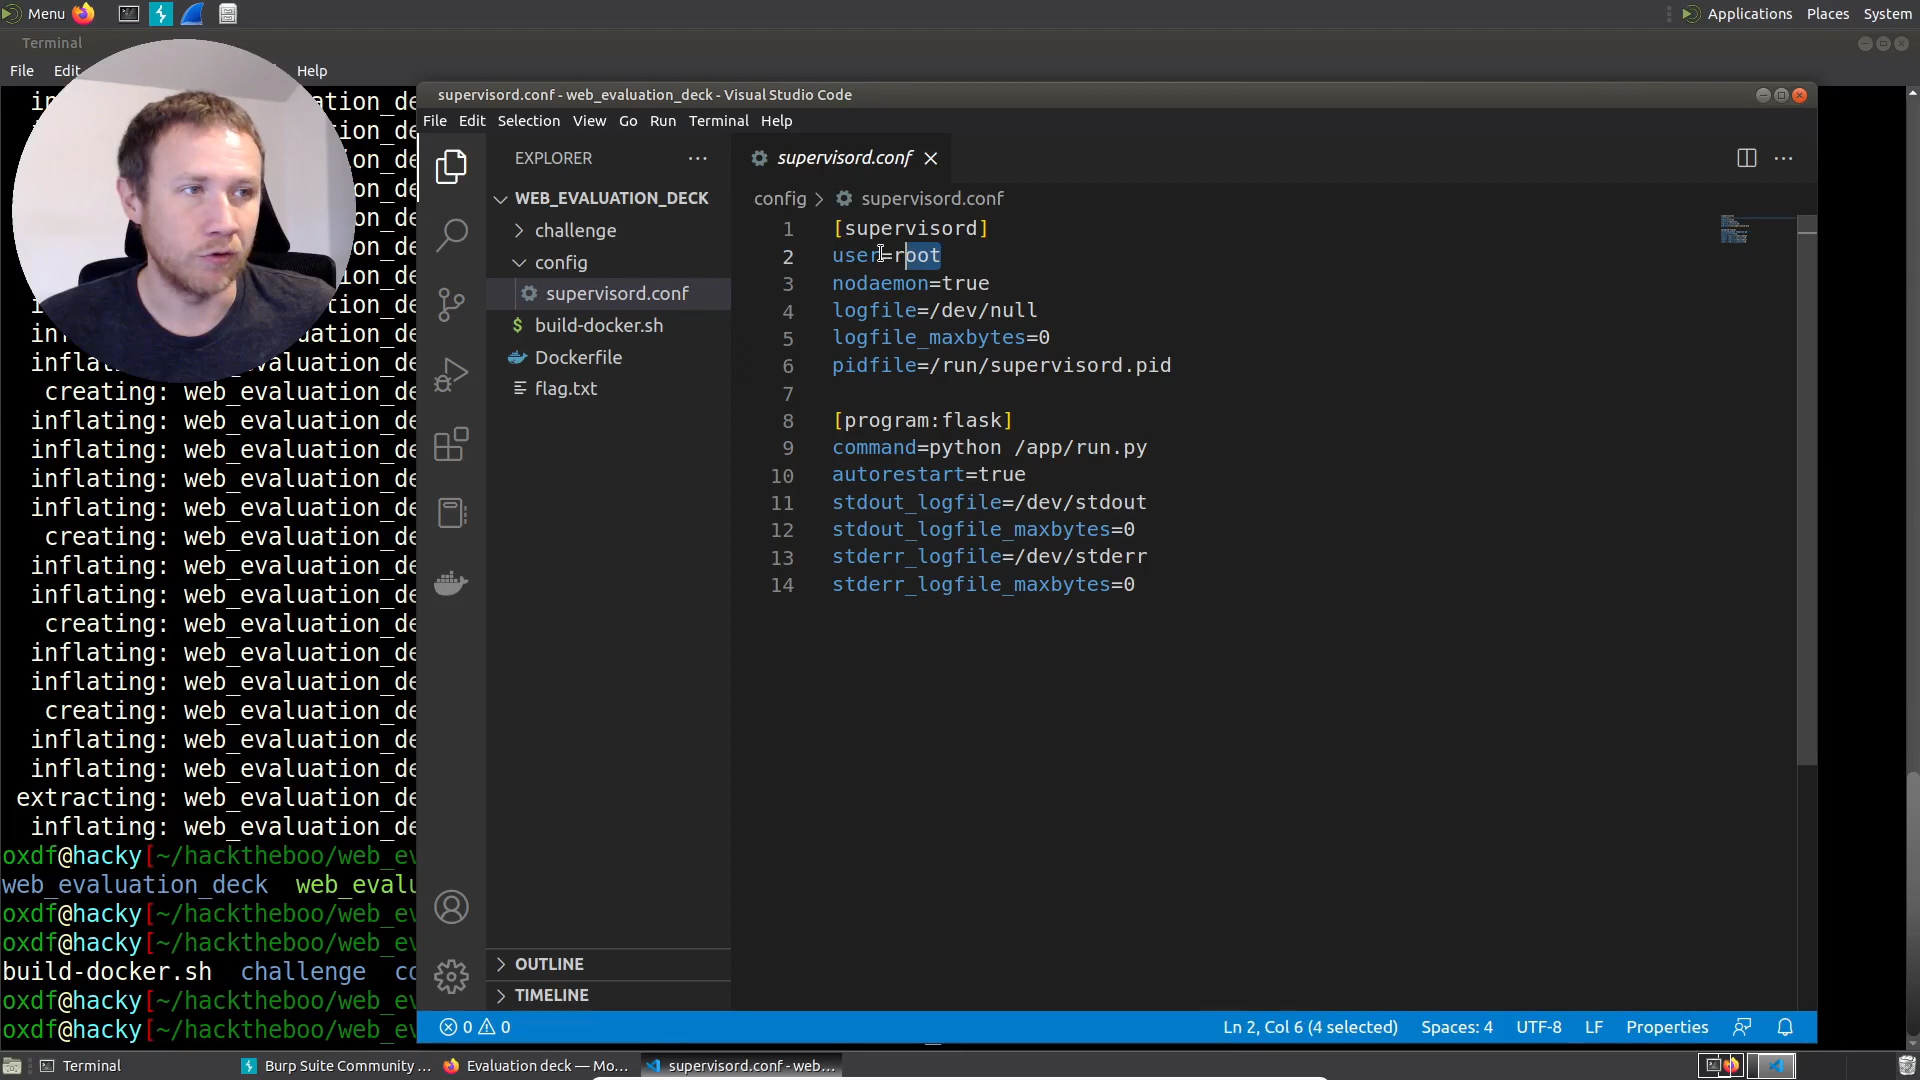 Menu
Applications
Places
System
Terminal
File
Edit
Help
supervisord.conf - web_evaluation_deck - Visual Studio Code
File Edit Selection View Go Run Terminal Help
EXPLORER
WEB_EVALUATION_DECK
challenge
config
supervisord.conf
build-docker.sh
Dockerfile
flag.txt
OUTLINE
TIMELINE
supervisord.conf
config > supervisord.conf
1 [supervisord]
2 user=root
3 nodaemon=true
4 logfile=/dev/null
5 logfile_maxbytes=0
6 pidfile=/run/supervisord.pid
7
8 [program:flask]
9 command=python /app/run.py
10 autorestart=true
11 stdout_logfile=/dev/stdout
12 stdout_logfile_maxbytes=0
13 stderr_logfile=/dev/stderr
14 stderr_logfile_maxbytes=0
creating: web_evaluation_de
inflating: web_evaluation_de
inflating: web_evaluation_de
inflating: web_evaluation_de
inflating: web_evaluation_de
creating: web_evaluation_de
inflating: web_evaluation_de
inflating: web_evaluation_de
creating: web_evaluation_de
inflating: web_evaluation_de
inflating: web_evaluation_de
creating: web_evaluation_de
inflating: web_evaluation_de
inflating: web_evaluation_de
extracting: web_evaluation_de
inflating: web_evaluation_de
oxdf@hacky[~/hacktheboo/web_ev
web_evaluation_deck web_evalu
oxdf@hacky[~/hacktheboo/web_ev
oxdf@hacky[~/hacktheboo/web_ev
build-docker.sh challenge co
oxdf@hacky[~/hacktheboo/web_ev
oxdf@hacky[~/hacktheboo/web_ev
0 0
Ln 2, Col 6 (4 selected) Spaces: 4 UTF-8 LF Properties
Terminal
Burp Suite Community ...
Evaluation deck — Mo...
supervisord.conf - web...